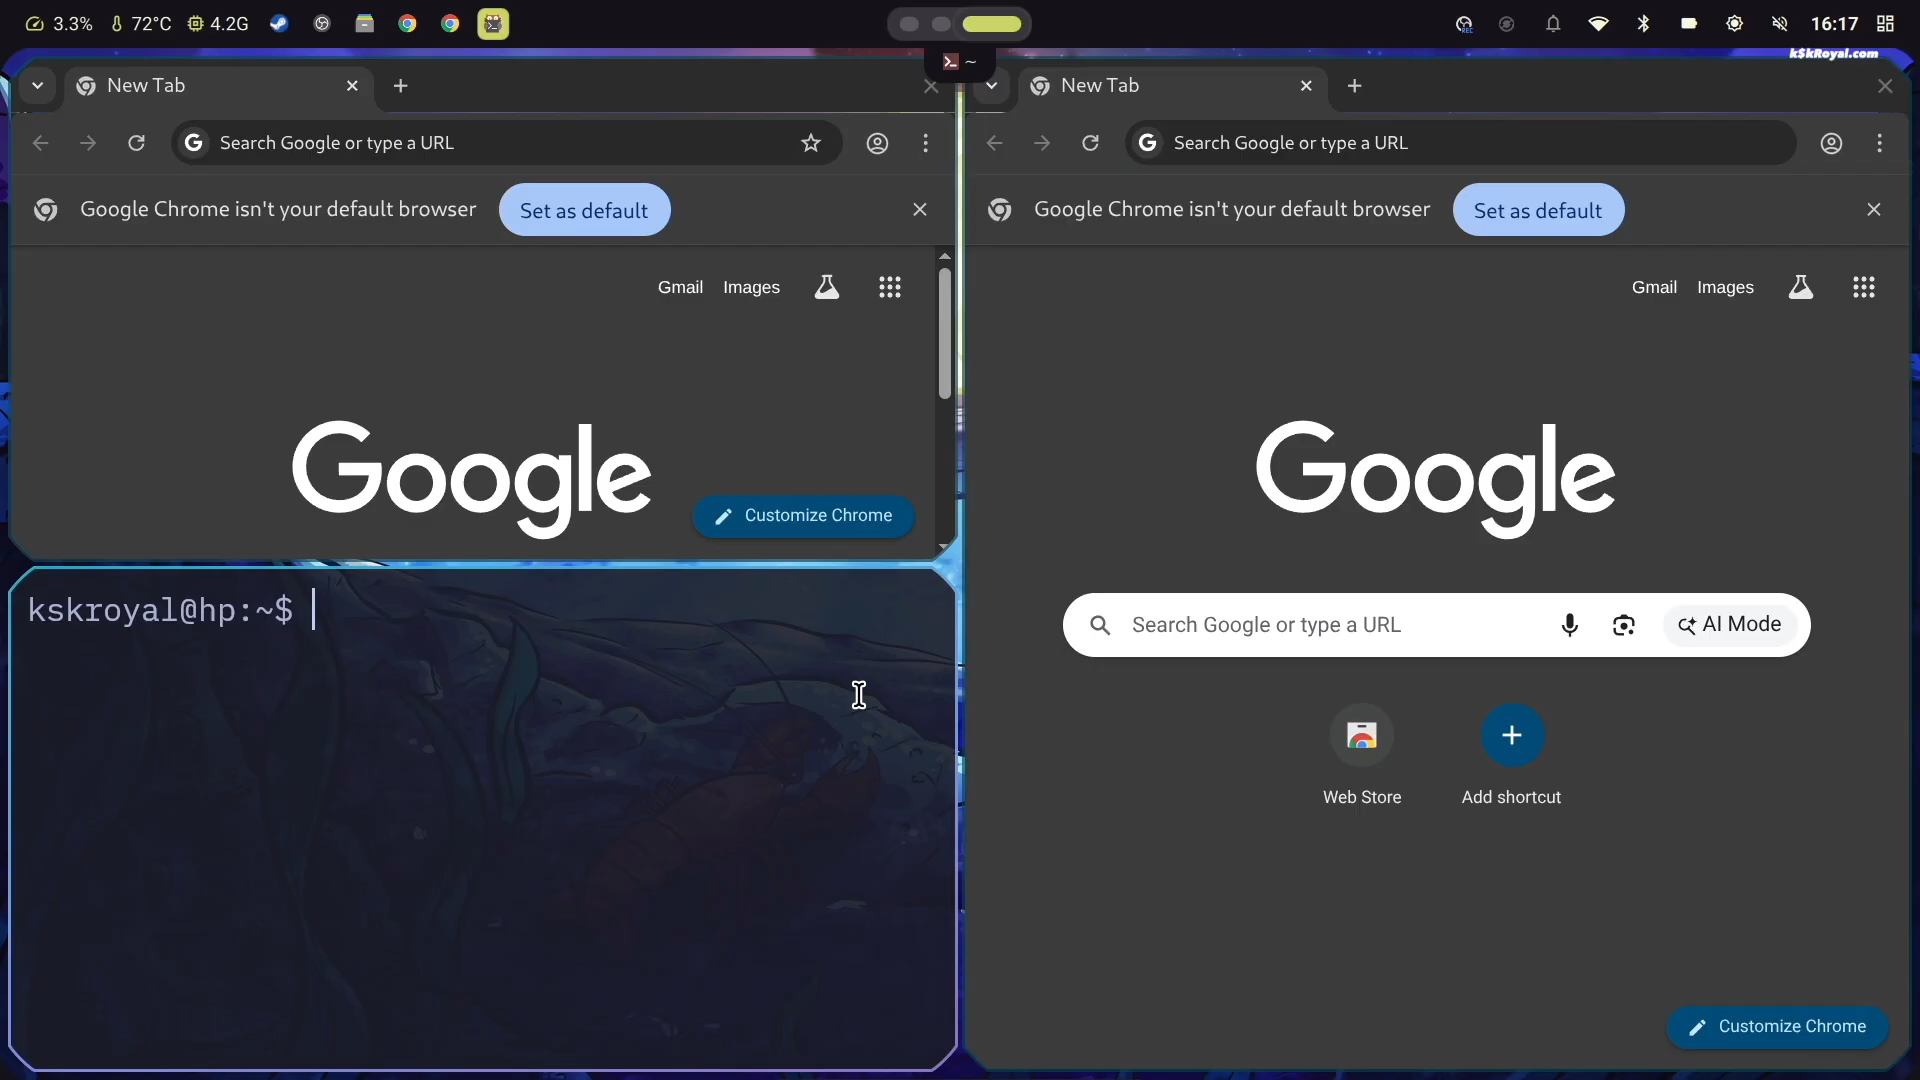 3.3% 72°C 4.2G
REC
16:17
k$kRoyal.com
~
New Tab
Search Google or type a URL
Google Chrome isn't your default browser Set as default
Gmail Images
Google
Customize Chrome
kskroyal@hp:~$
New Tab
Search Google or type a URL
Google Chrome isn't your default browser Set as default
Gmail Images
Google
Search Google or type a URL AI Mode
Web Store Add shortcut
Customize Chrome